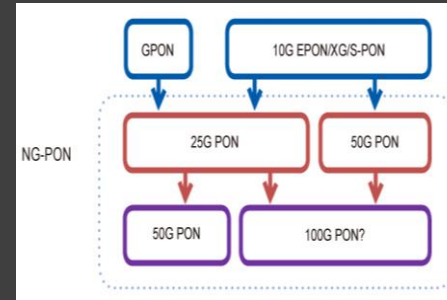 GPON
10G EPON/XG/S-PON
NG-PON
25G PON
50G PON
50G PON
100G PON?